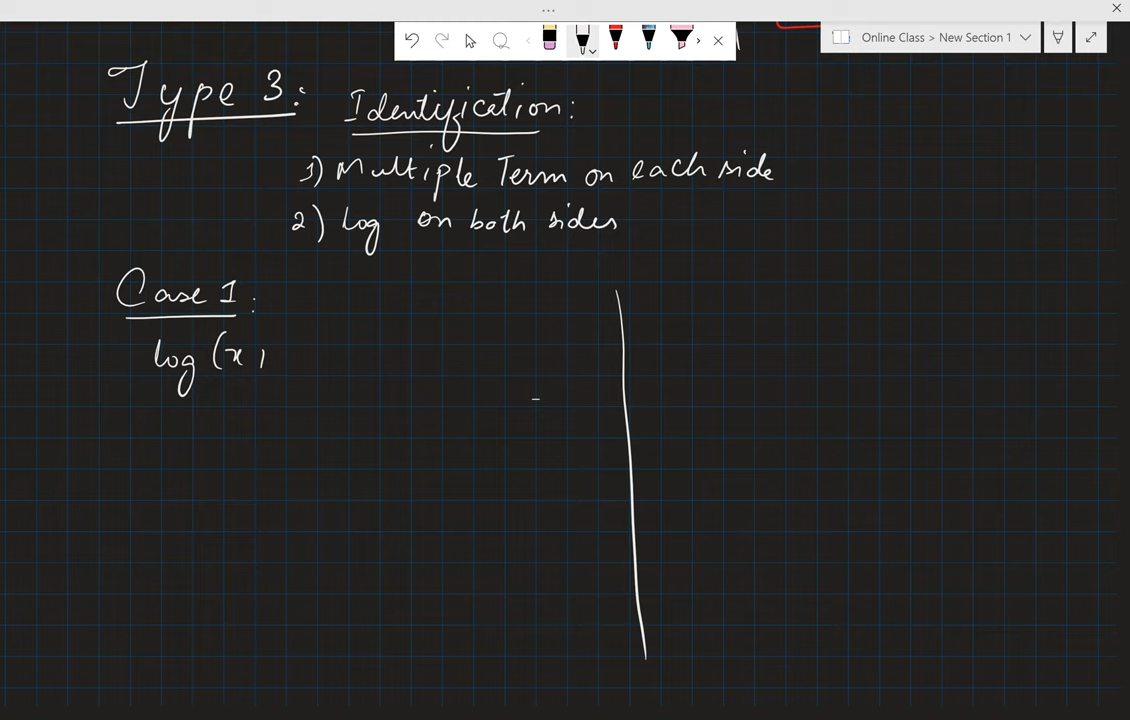 Online Class > New Section 1
Type 3:
Identification:
1) Multiple Term on each side
2) log on both sides
Case 1:
log (x